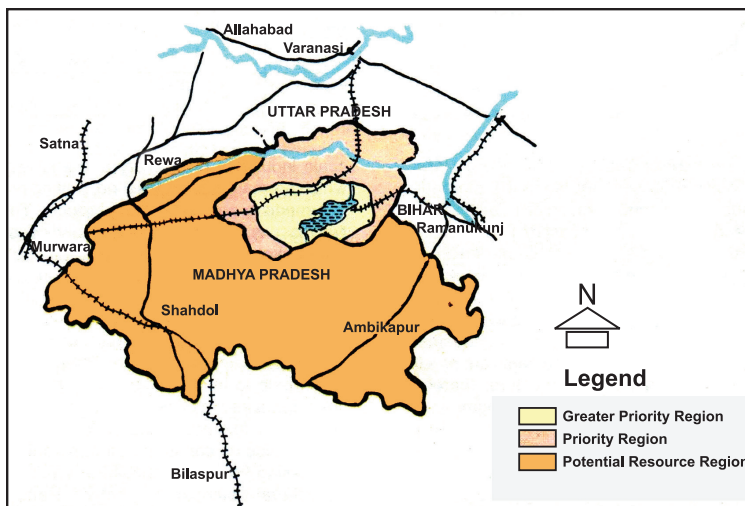 Allahabad
Varanasi
UTTAR PRADESH
Satna
Rewa
BIHAR
Ramanukunj
Murwara
MADHYA PRADESH
Shahdol
Ambikapur
N
Legend
Greater Priority Region
Priority Region
Potential Resource Region
Bilaspur